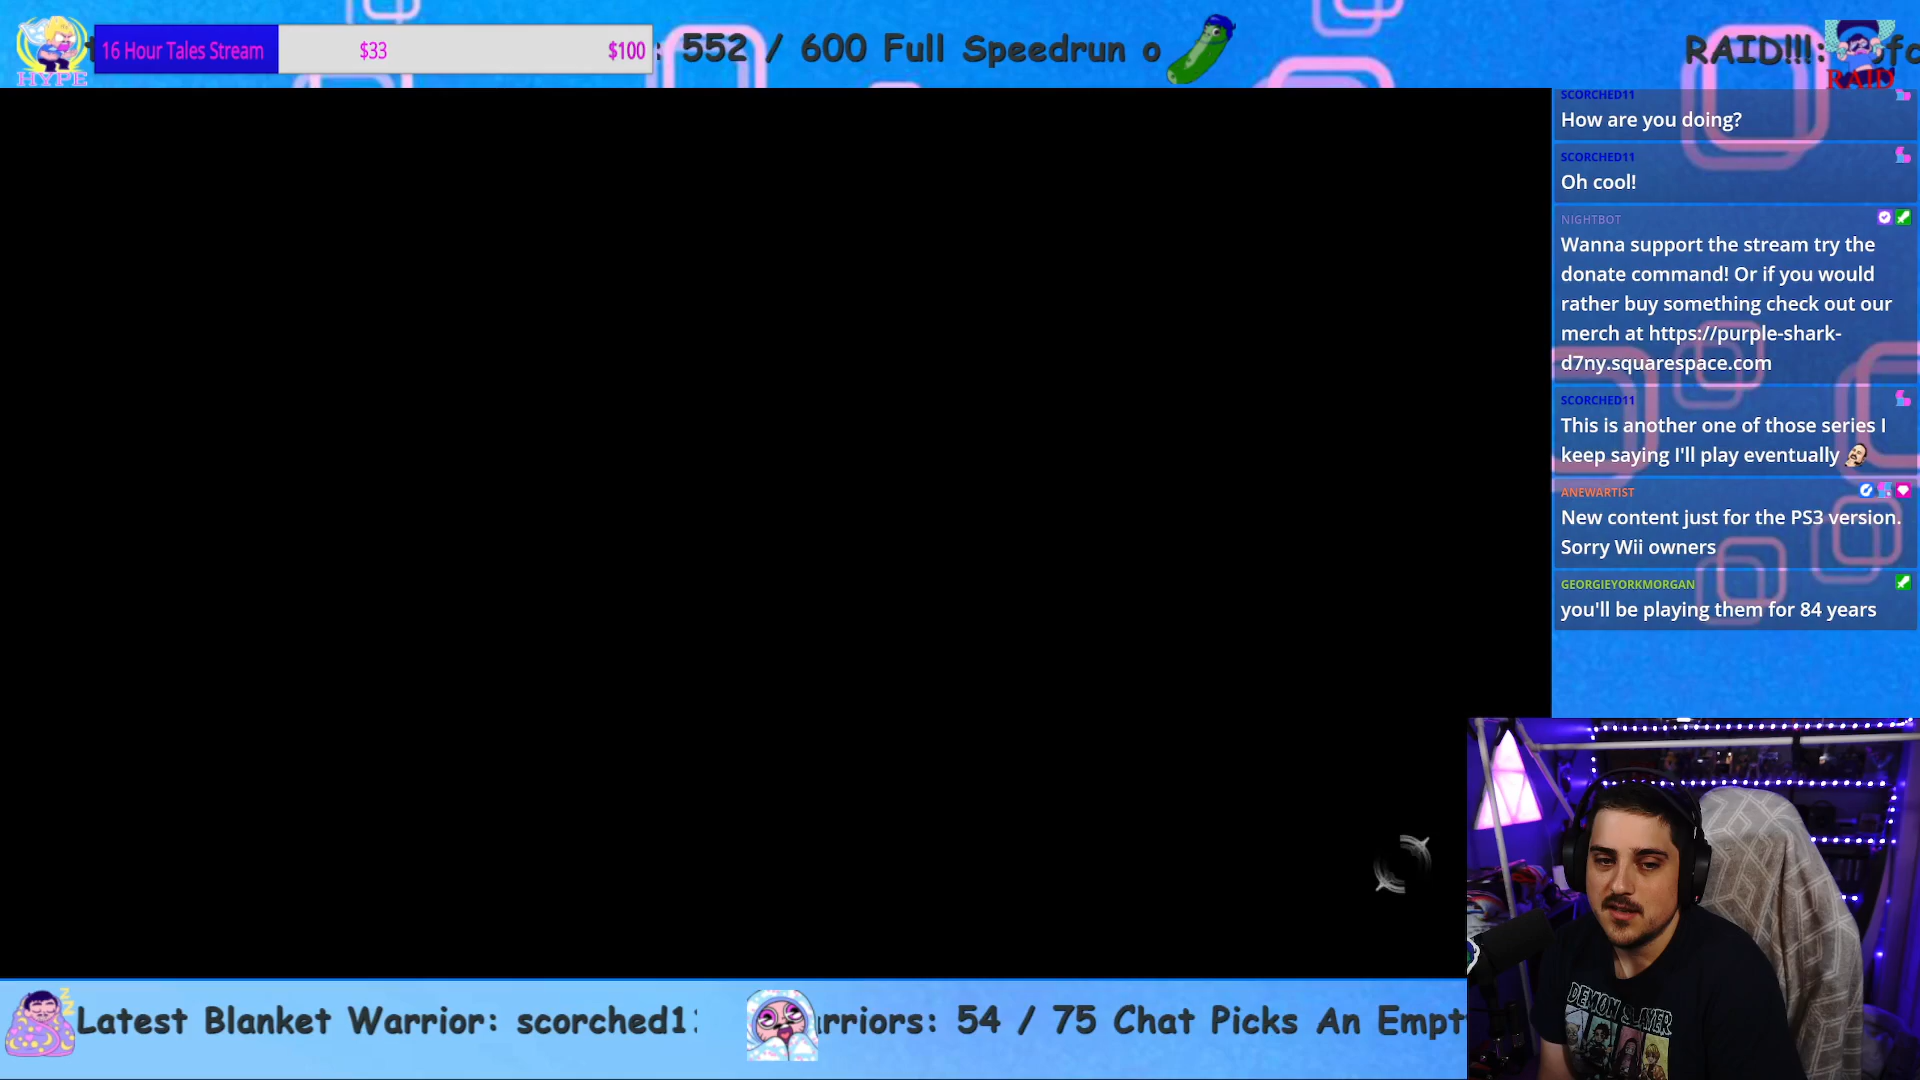 16 Hour Tales Stream $33 $100
: 552 / 600 Full Speedrun o
HYPE
RAID!!!:
RAID
SCORCHED11
How are you doing?
SCORCHED11
Oh cool!
NIGHTBOT
Wanna support the stream try the
donate command! Or if you would
rather buy something check out our
merch at https://purple-shark-
d7ny.squarespace.com
SCORCHED11
This is another one of those series I
keep saying I'll play eventually
ANEWARTIST
New content just for the PS3 version.
Sorry Wii owners
GEORGIEYORKMORGAN
you'll be playing them for 84 years
DEMON SLAYER
Latest Blanket Warrior: scorched1
rriors: 54 / 75 Chat Picks An Empt